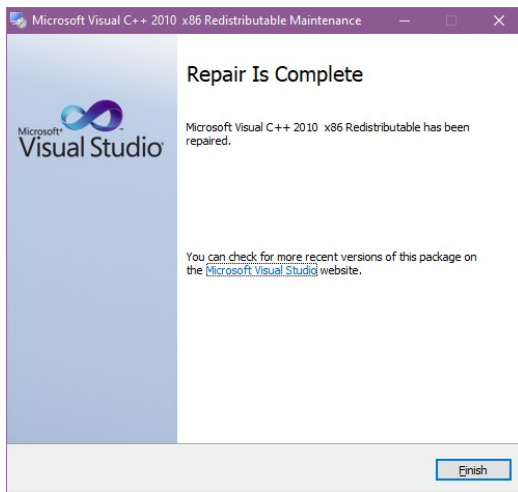 Microsoft Visual C++ 2010 x86 Redistributable Maintenance
Repair Is Complete
Microsoft
Visual Studio
Microsoft Visual C++ 2010 x86 Redistributable has been
repaired.
You can check for more recent versions of this package on
the Microsoft Visual Studio website.
Finish